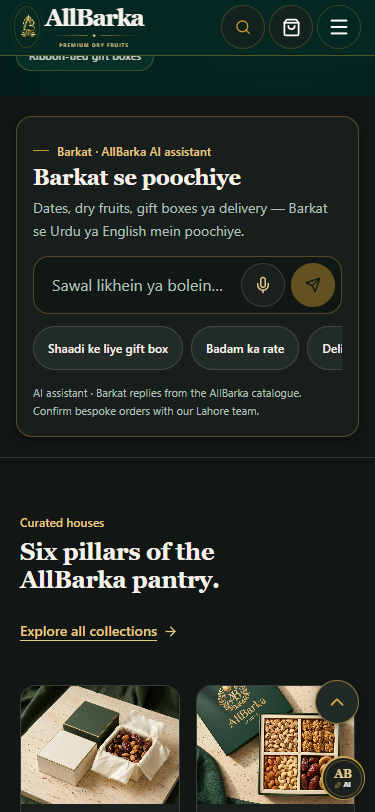 AllBarka
PREMIUM DRY FRUITS
Ribbon-tied gift boxes
Barkat · AllBarka AI assistant
Barkat se poochiye
Dates, dry fruits, gift boxes ya delivery — Barkat
se Urdu ya English mein poochiye.
Sawal likhein ya bolein...
Shaadi ke liye gift box
Badam ka rate
Deli
AI assistant · Barkat replies from the AllBarka catalogue.
Confirm bespoke orders with our Lahore team.
Curated houses
Six pillars of the
AllBarka pantry.
Explore all collections →
AllBarka
AB
AI